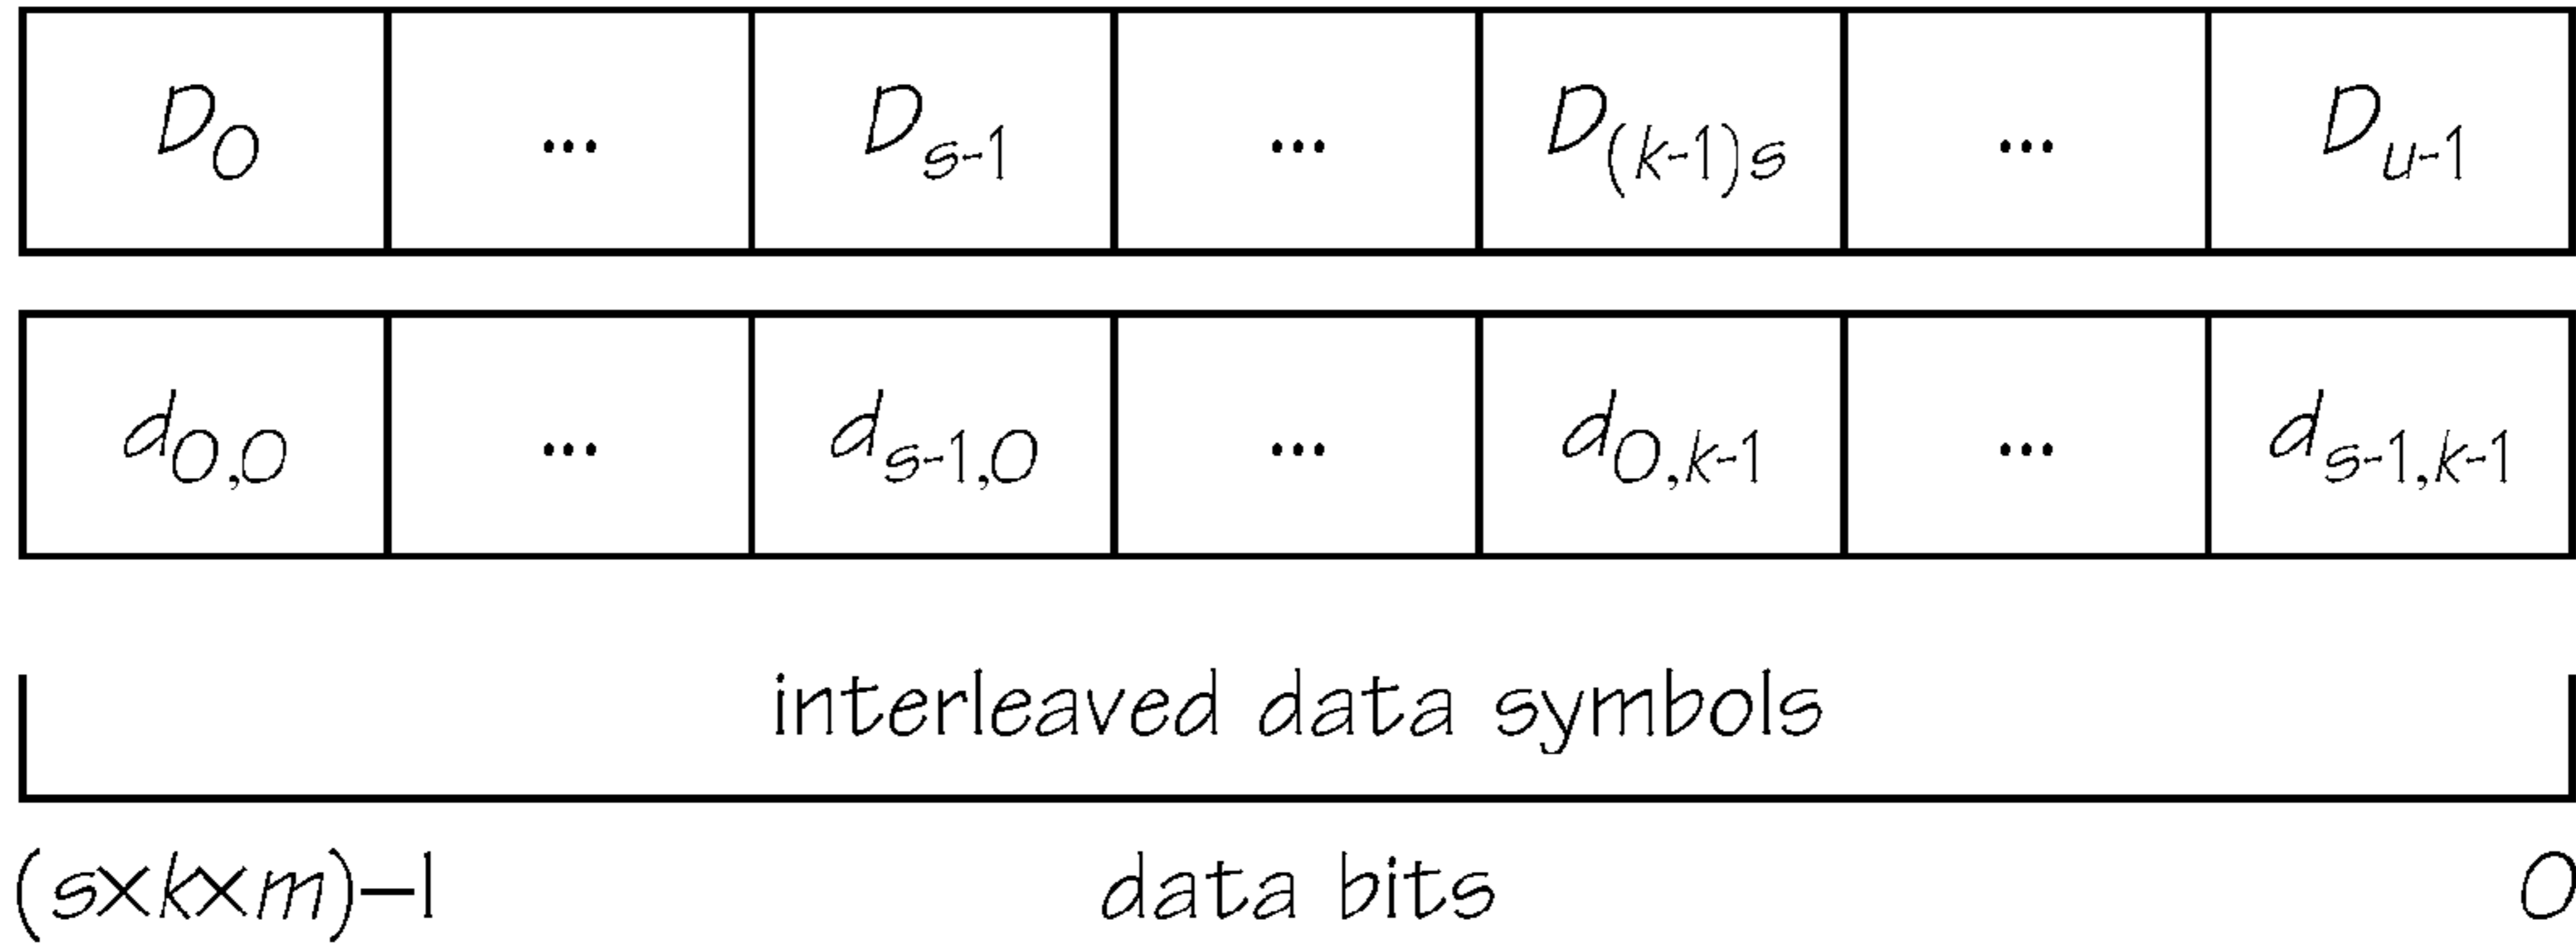 D₀ ... Dₛ₋₁ ... D₍ₖ₋₁₎ₛ ... Dᵤ₋₁
d₀,₀ ... dₛ₋₁,₀ ... d₀,ₖ₋₁ ... dₛ₋₁,ₖ₋₁
interleaved data symbols
(s×k×m)–1 data bits 0